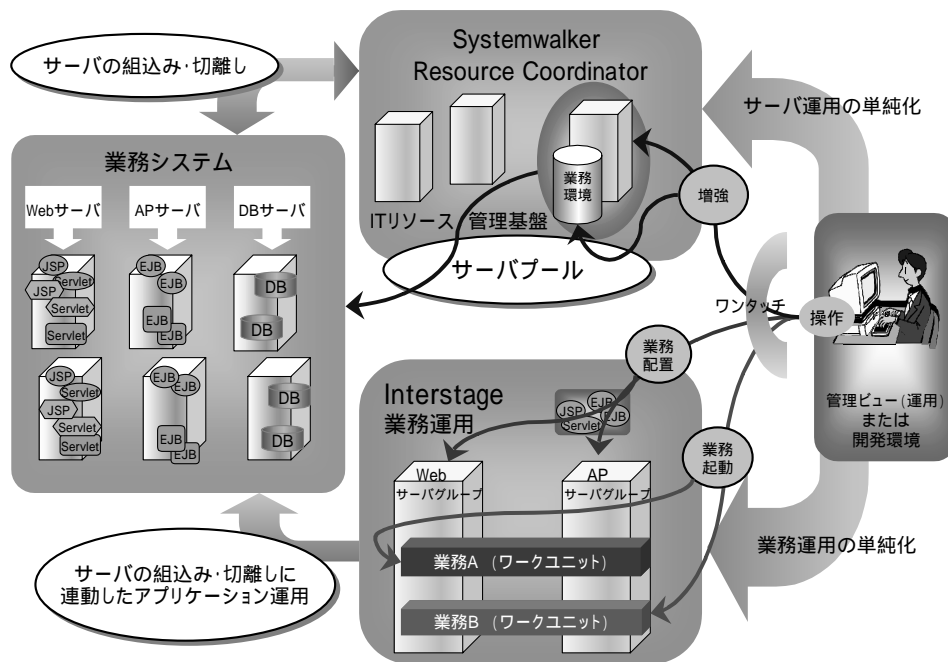 サーバの組込み・切離し
Systemwalker
Resource Coordinator
業務
環境
ITリソース 管理基盤
サーバプール
増強
サーバ運用の単純化
業務システム
Webサーバ
APサーバ
DBサーバ
JSP
Servlet
JSP
Servlet
Servlet
EJB
EJB
EJB
EJB
DB
DB
JSP
Servlet
JSP
Servlet
Servlet
EJB
EJB
EJB
EJB
DB
DB
ワンタッチ
操作
管理ビュー(運用)
または
開発環境
業務
配置
Interstage
業務運用
JSP
EJB
EJB
Servlet
業務
起動
Web
サーバグループ
AP
サーバグループ
業務A (ワークユニット)
業務B (ワークユニット)
業務運用の単純化
サーバの組込み・切離しに
連動したアプリケーション運用